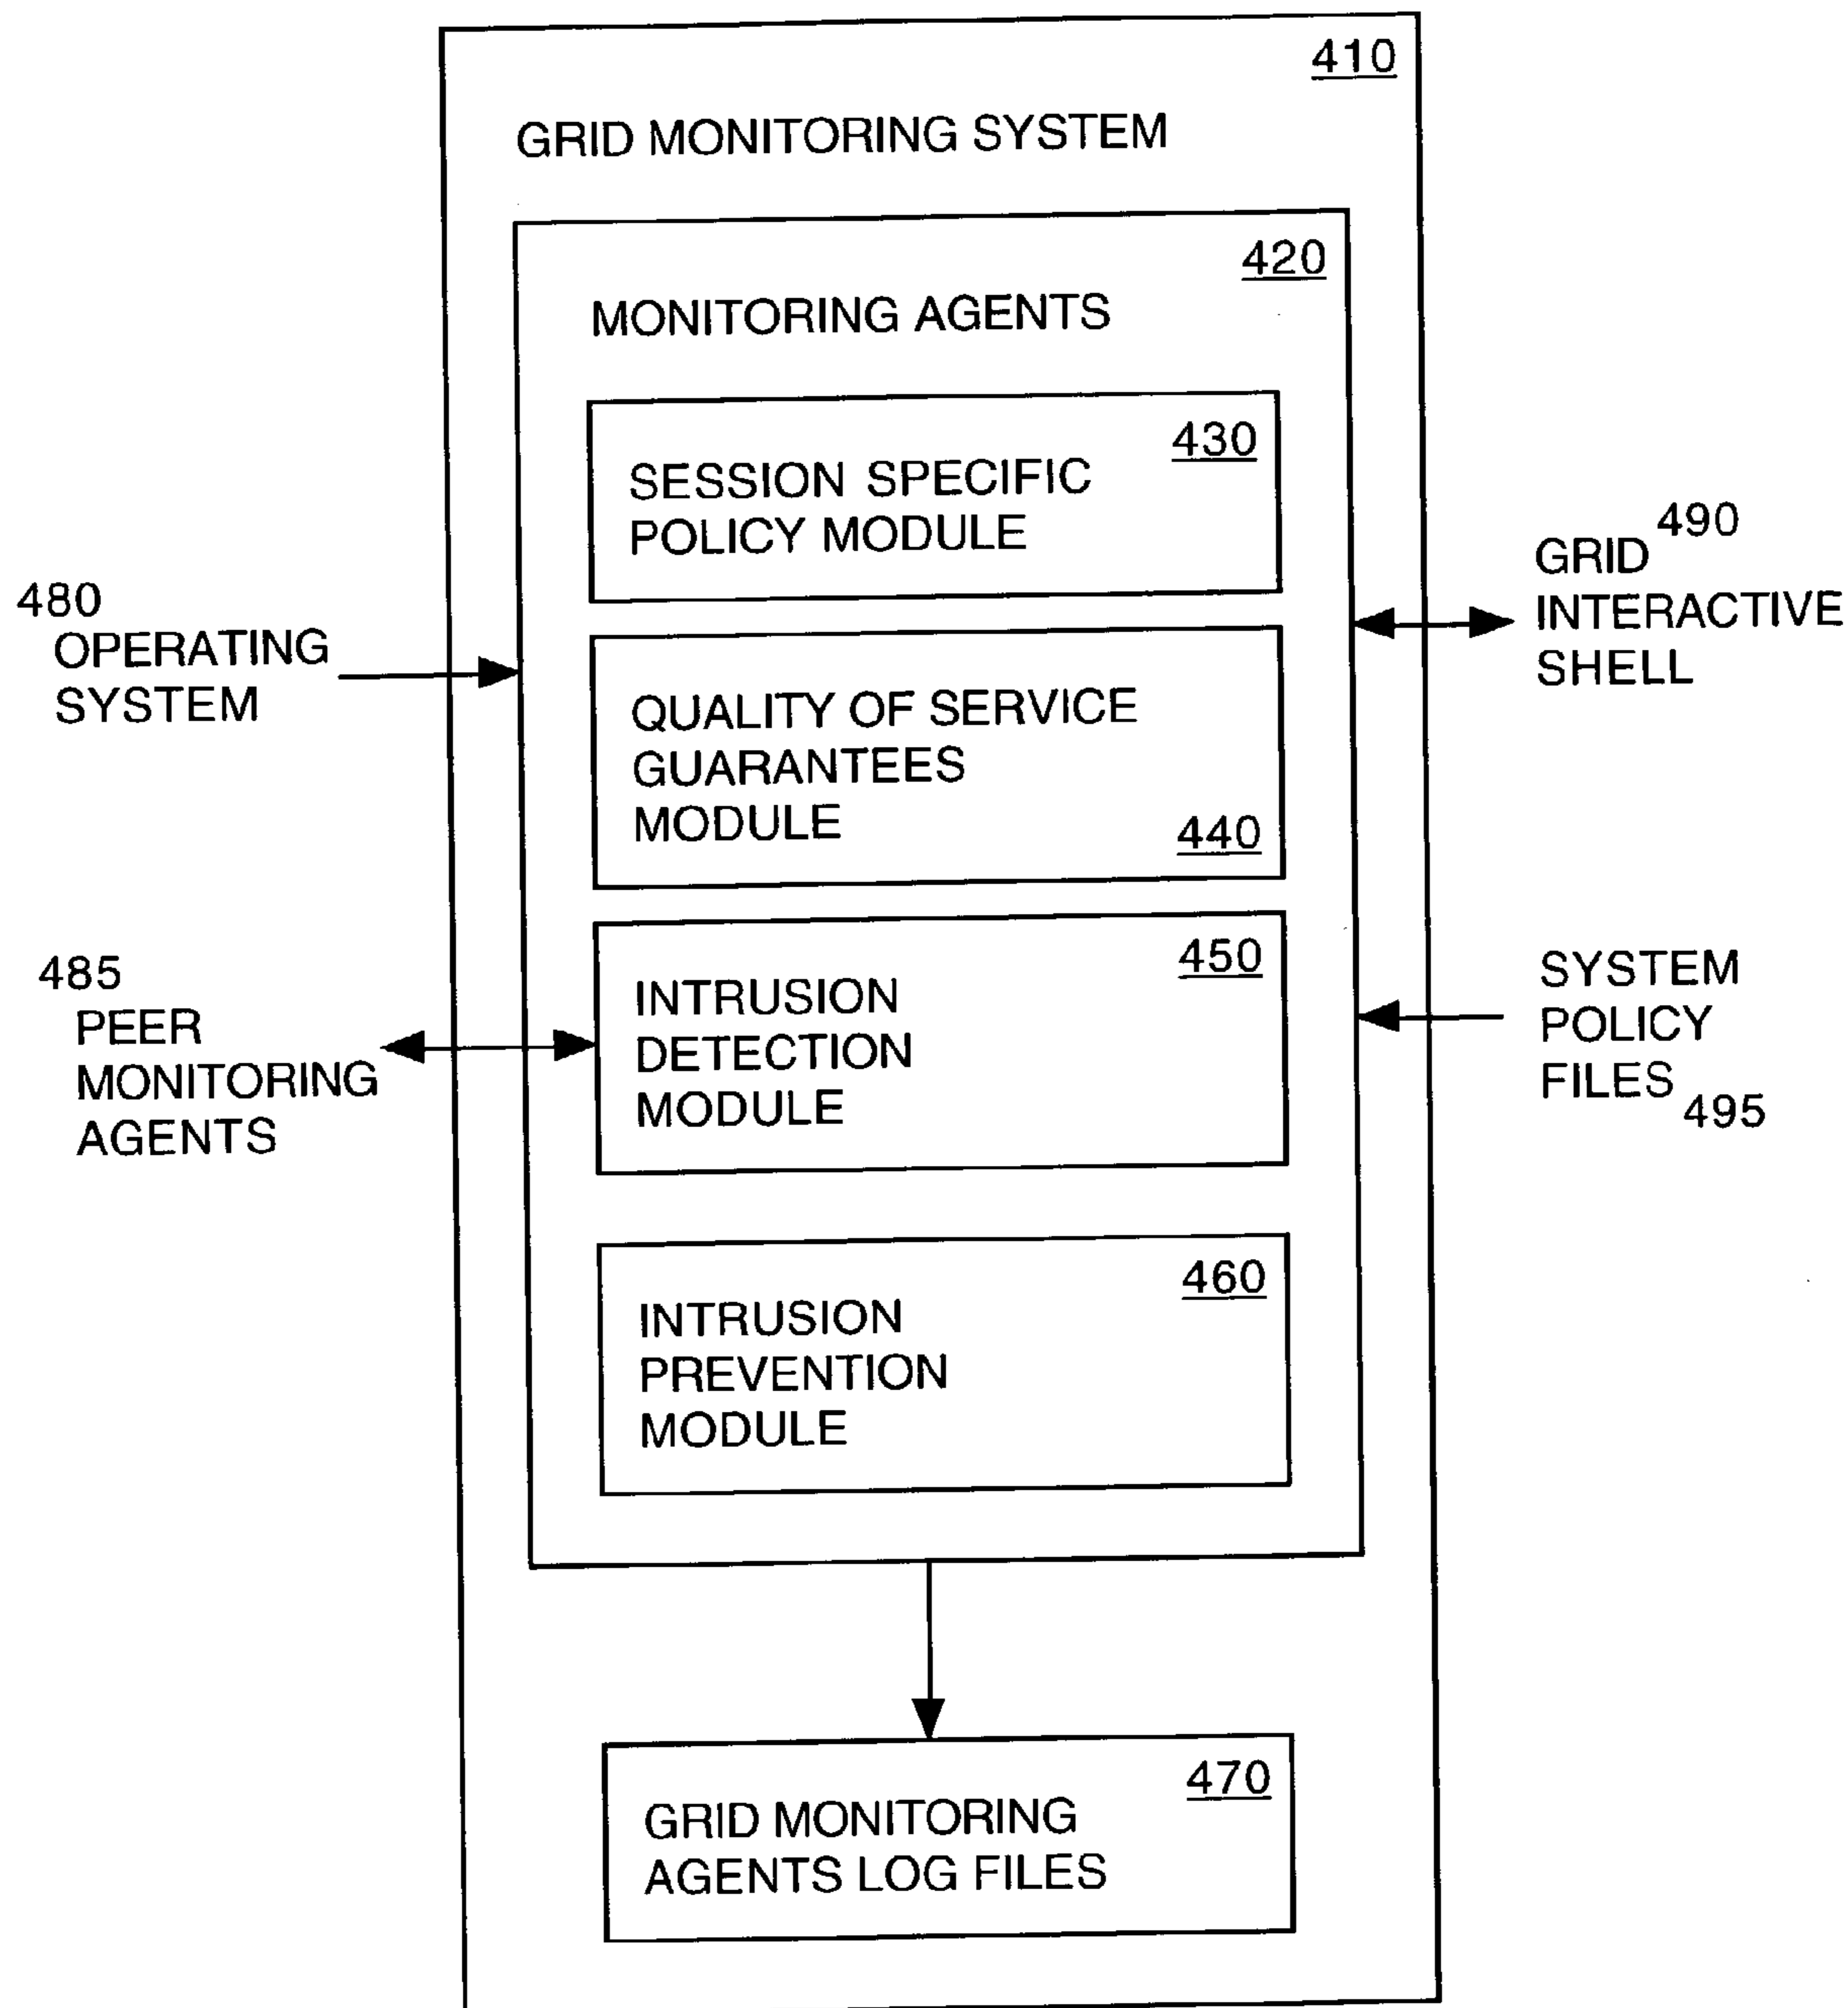 410
GRID MONITORING SYSTEM
420
MONITORING AGENTS
430
SESSION SPECIFIC
POLICY MODULE
480
OPERATING
SYSTEM
490
GRID
INTERACTIVE
SHELL
QUALITY OF SERVICE
GUARANTEES
MODULE
440
485
PEER
MONITORING
AGENTS
450
INTRUSION
DETECTION
MODULE
SYSTEM
POLICY
FILES
495
460
INTRUSION
PREVENTION
MODULE
470
GRID MONITORING
AGENTS LOG FILES